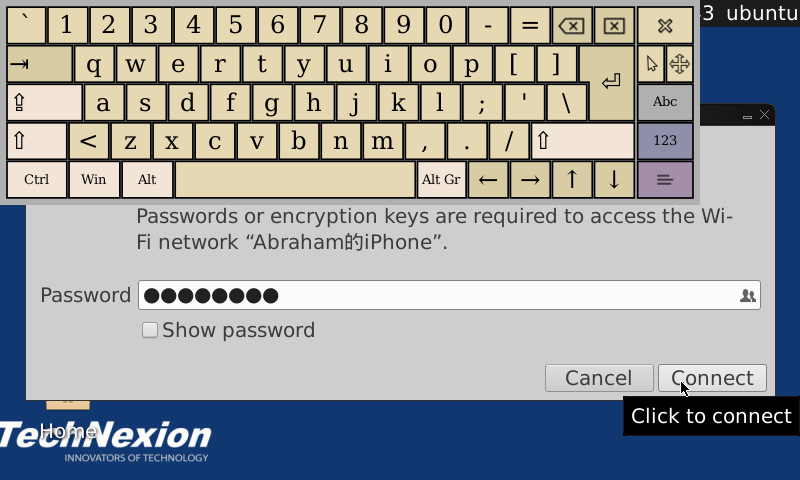 3 ubuntu
` 1 2 3 4 5 6 7 8 9 0 - =
q w e r t y u i o p [ ]
a s d f g h j k l ; ' \ Abc
< z x c v b n m , . / 123
Ctrl Win Alt Alt Gr
Passwords or encryption keys are required to access the Wi-
Fi network “Abraham的iPhone”.
Password
Show password
Cancel Connect
Click to connect
Home
TechNexion
INNOVATORS OF TECHNOLOGY